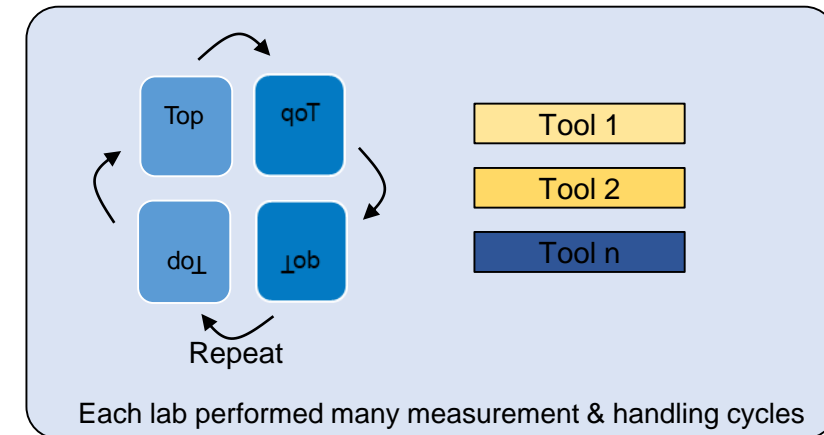 Top
Top
Tool 1
Tool 2
Tool n
Top
Top
Repeat
Each lab performed many measurement & handling cycles